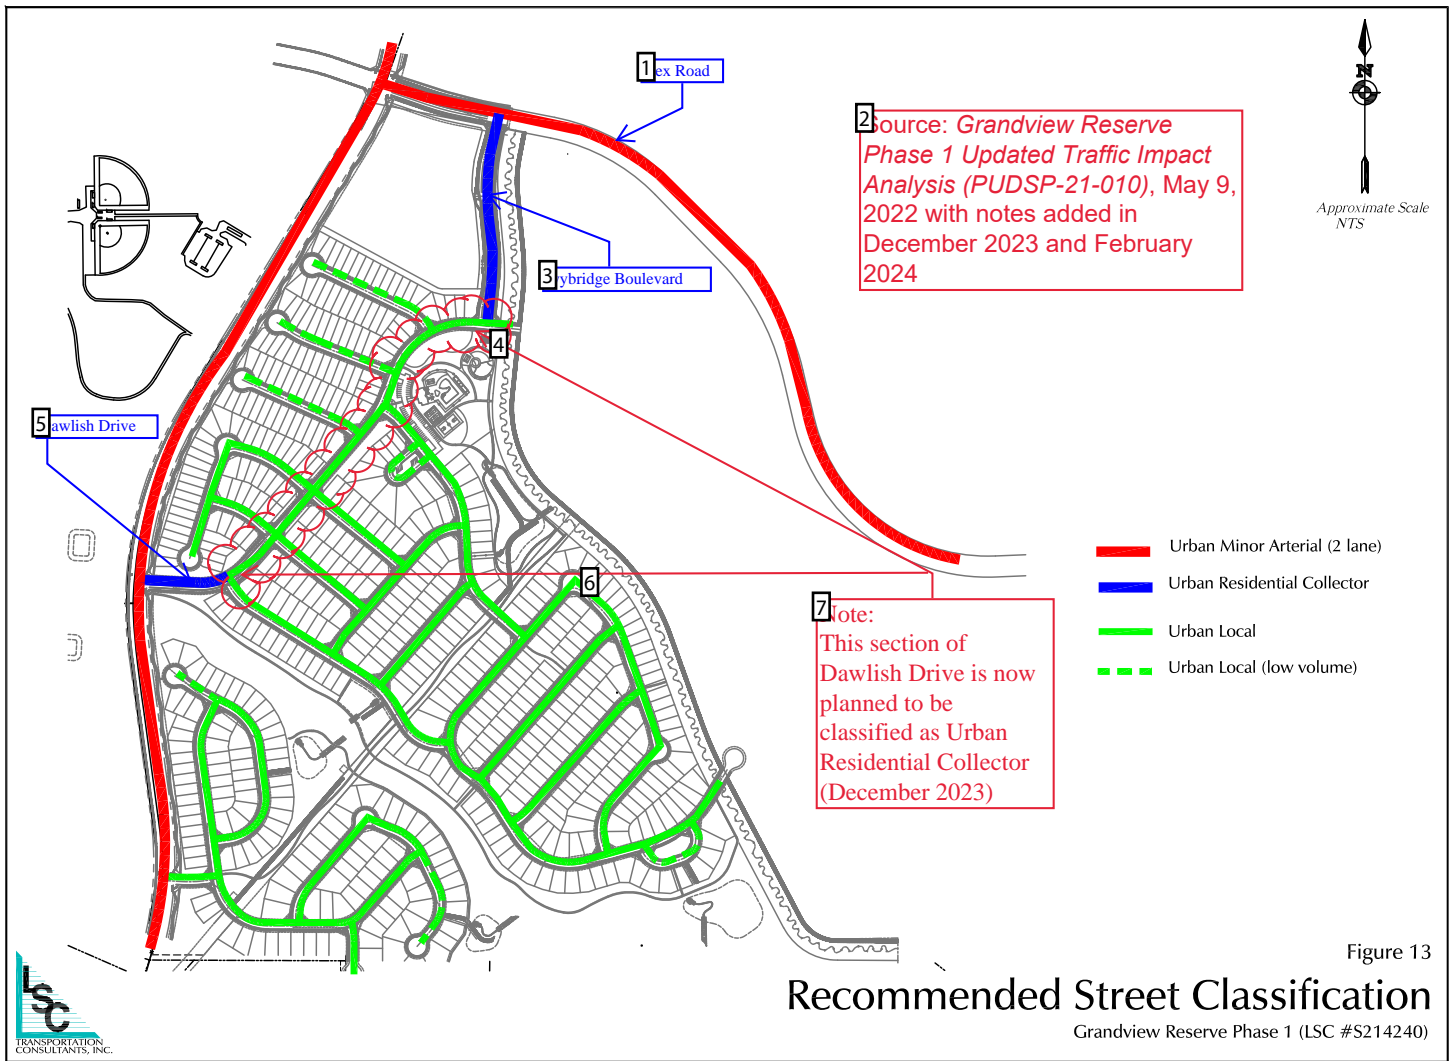 1
ex Road
N
2
Source: Grandview Reserve
Phase 1 Updated Traffic Impact
Analysis (PUDSP-21-010), May 9,
2022 with notes added in
December 2023 and February
2024
Approximate Scale
NTS
3
ybridge Boulevard
4
5
awlish Drive
6
7
Note:
This section of
Dawlish Drive is now
planned to be
classified as Urban
Residential Collector
(December 2023)
Urban Minor Arterial (2 lane)
Urban Residential Collector
Urban Local
Urban Local (low volume)
Figure 13
Recommended Street Classification
Grandview Reserve Phase 1 (LSC #S214240)
LSC
TRANSPORTATION
CONSULTANTS, INC.